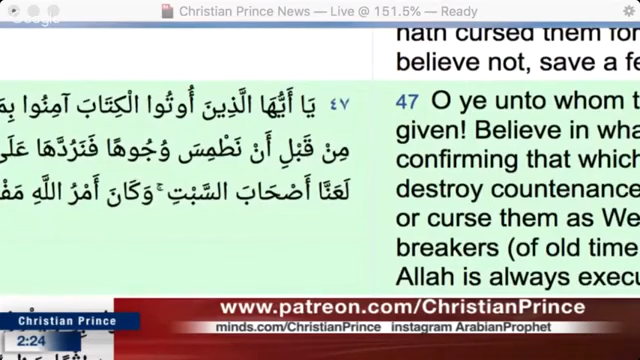 Christian Prince News — Live @ 151.5% — Ready
Google
hath cursed them for
believe not, save a fe
٤٧ يَا أَيُّهَا الَّذِينَ أُوتُوا الْكِتَابَ آمِنُوا بِمَ
مِنْ قَبْلِ أَنْ نَطْمِسَ وُجُوهًا فَنَرُدَّهَا عَلَى
لَعَنَّا أَصْحَابَ السَّبْتِ ۚ وَكَانَ أَمْرُ اللَّهِ مَفْ
47 O ye unto whom t
given! Believe in wha
confirming that which
destroy countenance
or curse them as We
breakers (of old time
Allah is always execu
www.patreon.com/ChristianPrince
minds.com/ChristianPrince instagram ArabianProphet
Christian Prince
2:24